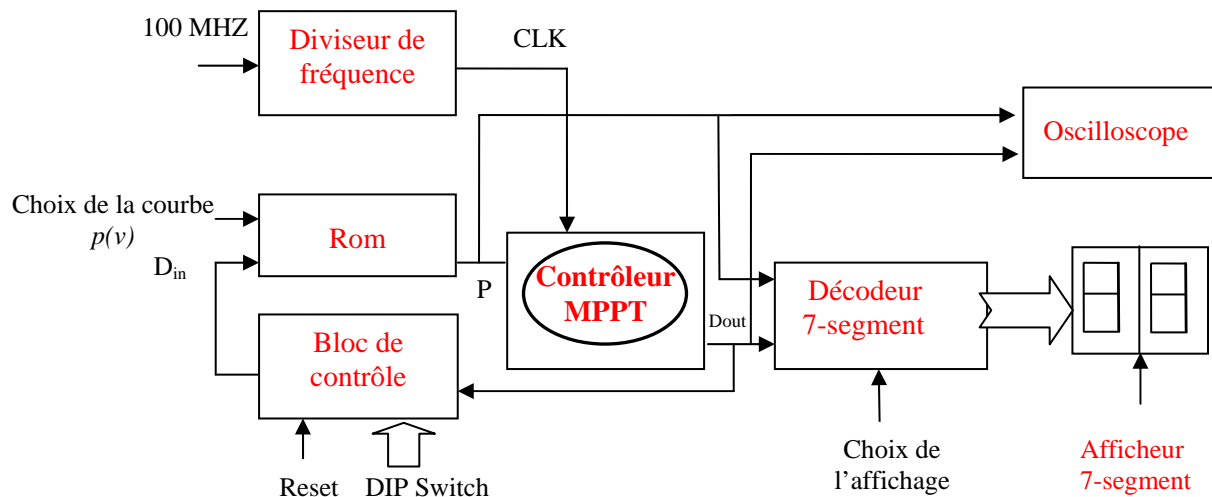 100 MHZ
Diviseur de
fréquence
CLK
Oscilloscope
Choix de la courbe
p(v)
Rom
D_in
P
Contrôleur
MPPT
Dout
Décodeur
7-segment
Bloc de
contrôle
Reset
DIP Switch
Choix de
l’affichage
Afficheur
7-segment